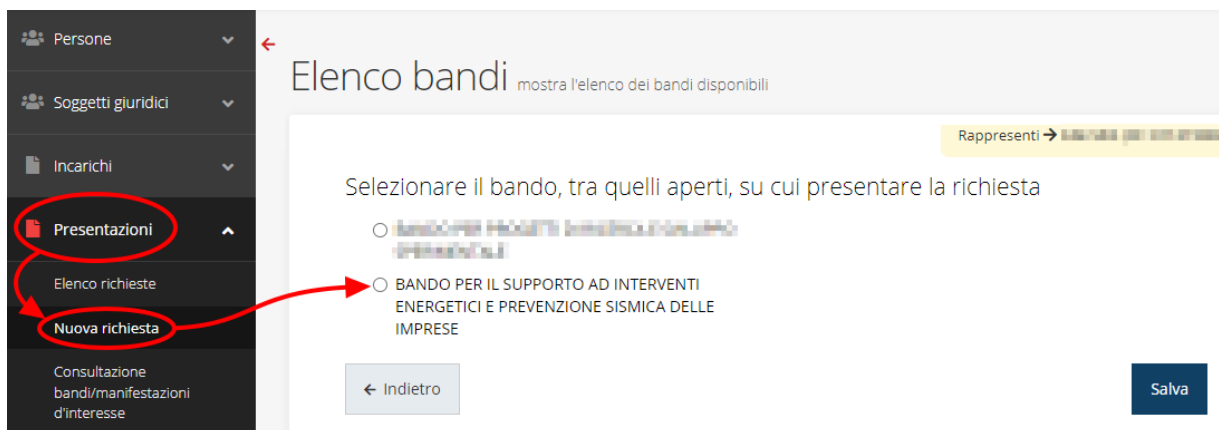 Persone
Soggetti giuridici
Incarichi
Presentazioni
Elenco richieste
Nuova richiesta
Consultazione
bandi/manifestazioni
d'interesse
Elenco bandi mostra l'elenco dei bandi disponibili
Rappresenti
Selezionare il bando, tra quelli aperti, su cui presentare la richiesta
BANDO PER IL SUPPORTO AD INTERVENTI
ENERGETICI E PREVENZIONE SISMICA DELLE
IMPRESE
Indietro
Salva